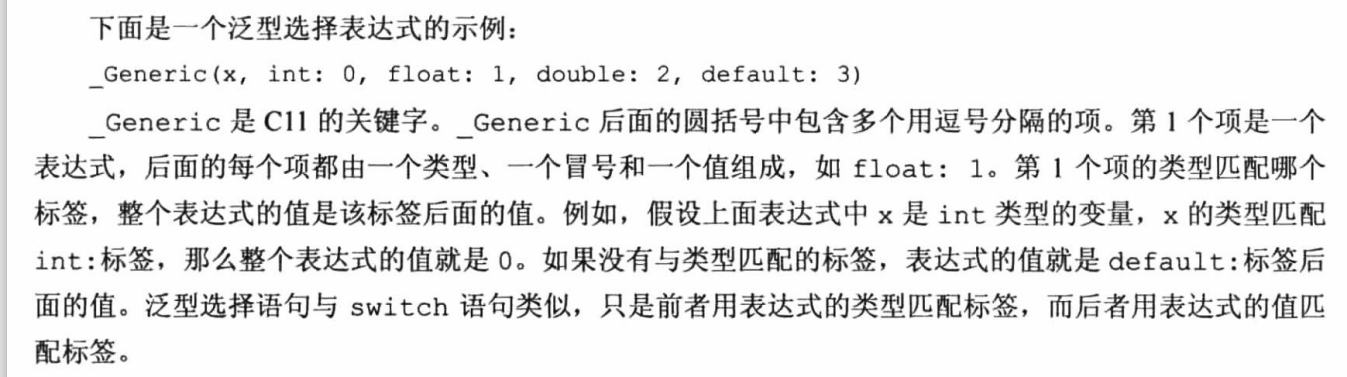 下面是一个泛型选择表达式的示例：
_Generic(x, int: 0, float: 1, double: 2, default: 3)
_Generic 是 C11 的关键字。_Generic 后面的圆括号中包含多个用逗号分隔的项。第 1 个项是一个
表达式，后面的每个项都由一个类型、一个冒号和一个值组成，如 float: 1。第 1 个项的类型匹配哪个
标签，整个表达式的值是该标签后面的值。例如，假设上面表达式中 x 是 int 类型的变量，x 的类型匹配
int:标签，那么整个表达式的值就是 0。如果没有与类型匹配的标签，表达式的值就是 default:标签后
面的值。泛型选择语句与 switch 语句类似，只是前者用表达式的类型匹配标签，而后者用表达式的值匹
配标签。